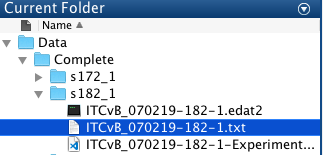 Current Folder
Name
Data
Complete
s172_1
s182_1
ITCvB_070219-182-1.edat2
ITCvB_070219-182-1.txt
ITCvB_070219-182-1-Experiment...